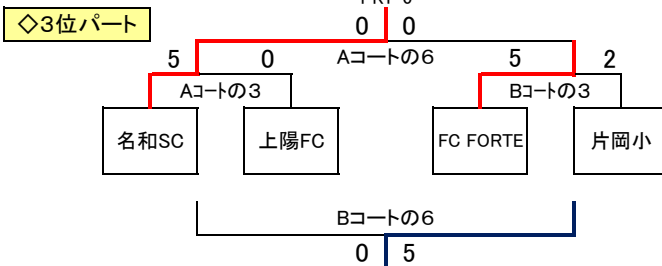 ◇3位パート
0 0
Aコートの6
5 0 5 2
Aコートの3 Bコートの3
名和SC 上陽FC FC FORTE 片岡小
Bコートの6
0 5